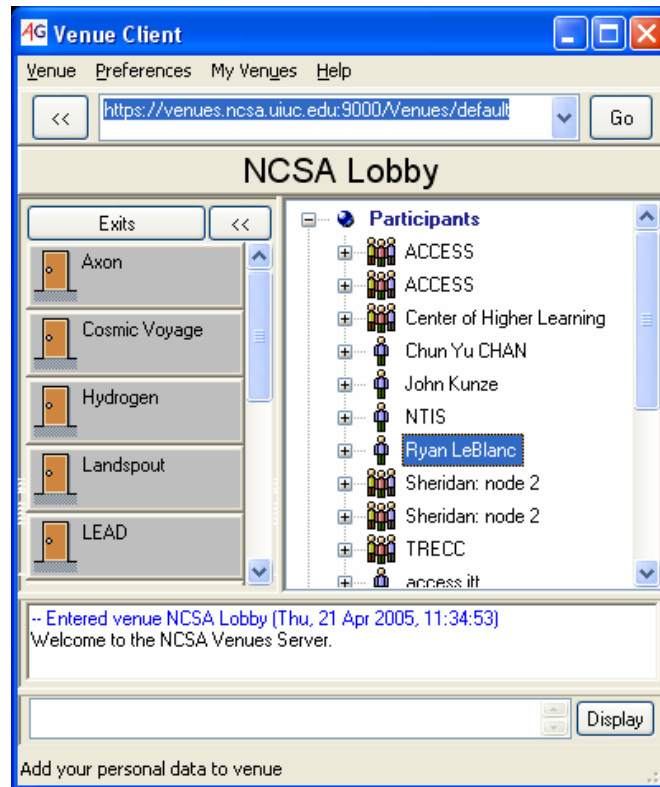 AG Venue Client
Venue Preferences My Venues Help
<< https://venues.ncsa.uiuc.edu:9000/Venues/default Go
NCSA Lobby
Exits <<
Axon
Cosmic Voyage
Hydrogen
Landspout
LEAD
Participants
ACCESS
ACCESS
Center of Higher Learning
Chun Yu CHAN
John Kunze
NTIS
Ryan LeBlanc
Sheridan: node 2
Sheridan: node 2
TRECC
access itt
-- Entered venue NCSA Lobby (Thu, 21 Apr 2005, 11:34:53)
Welcome to the NCSA Venues Server.
Display
Add your personal data to venue